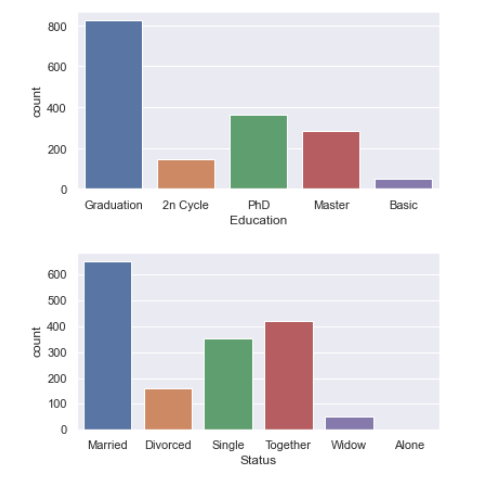 800
600
400
200
0
count
Graduation 2n Cycle PhD Master Basic
Education
600
500
400
300
200
100
0
count
Married Divorced Single Together Widow Alone
Status